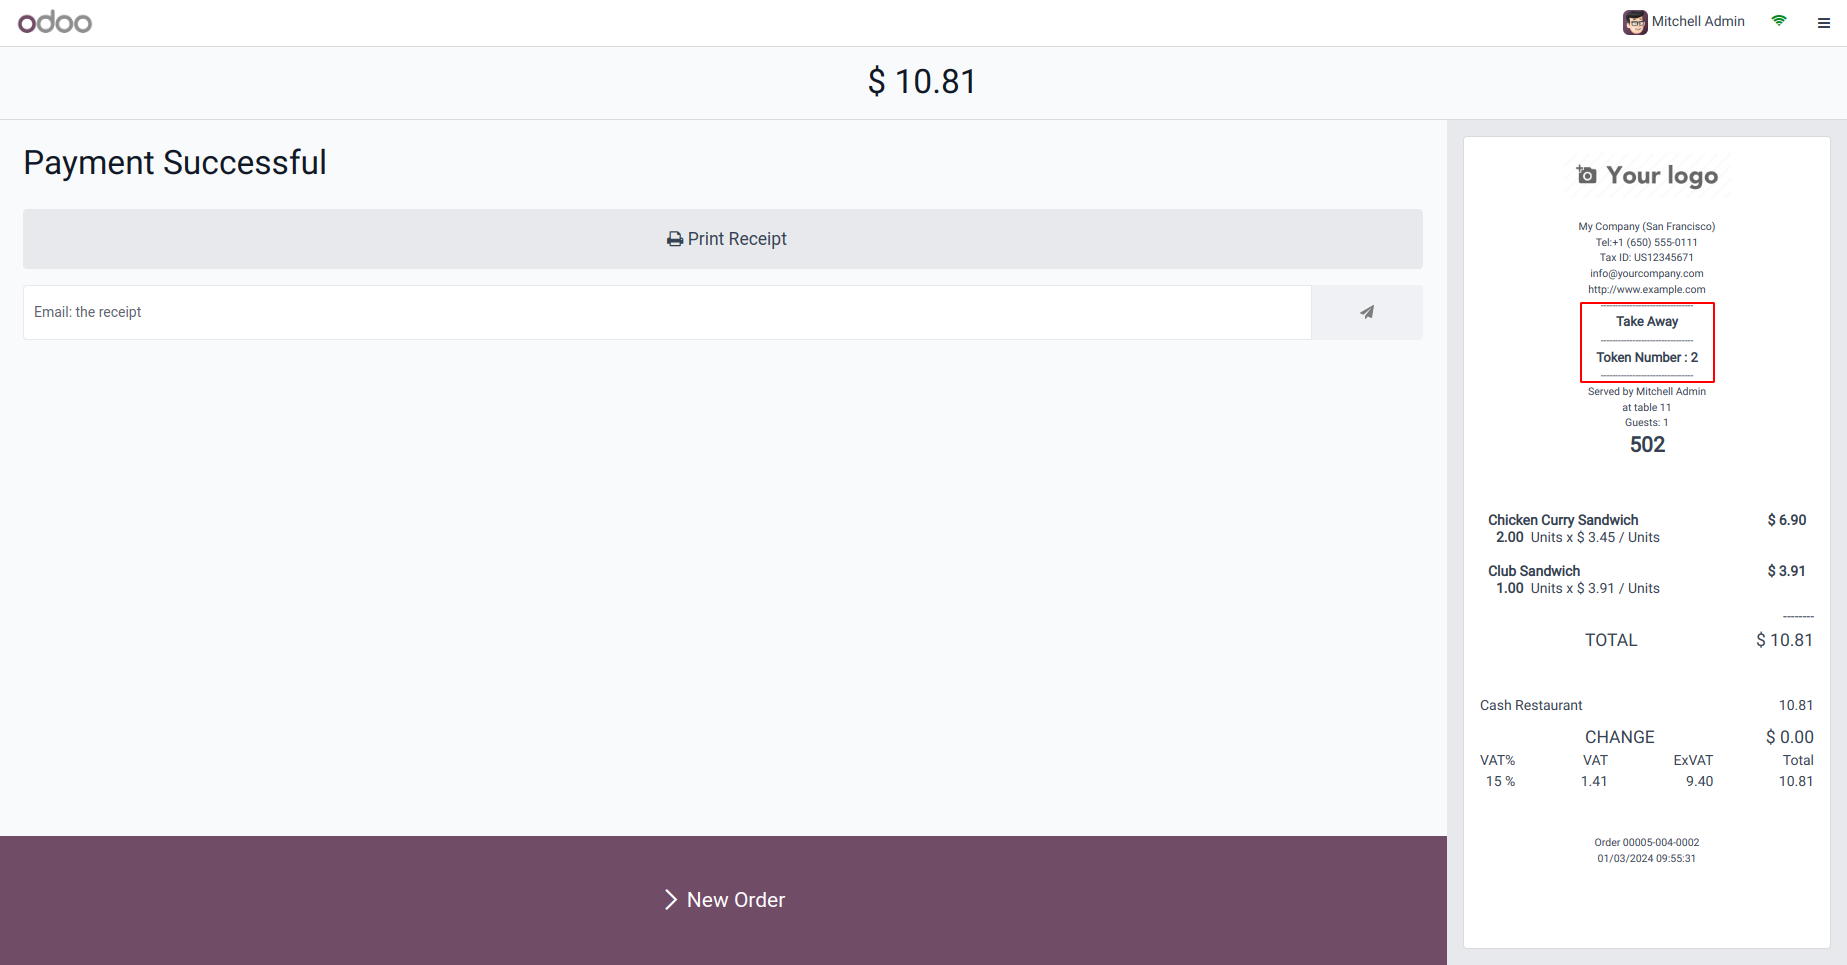 odoo
Mitchell Admin
$ 10.81
Payment Successful
Print Receipt
Email: the receipt
New Order
Your logo
My Company (San Francisco)
Tel:+1 (650) 555-0111
Tax ID: US12345671
info@yourcompany.com
http://www.example.com
--------------------------------
Take Away
--------------------------------
Token Number : 2
--------------------------------
Served by Mitchell Admin
at table 11
Guests: 1
502
Chicken Curry Sandwich $ 6.90
2.00 Units x $ 3.45 / Units
Club Sandwich $ 3.91
1.00 Units x $ 3.91 / Units
--------
TOTAL $ 10.81
Cash Restaurant 10.81
CHANGE $ 0.00
VAT% VAT ExVAT Total
15 % 1.41 9.40 10.81
Order 00005-004-0002
01/03/2024 09:55:31